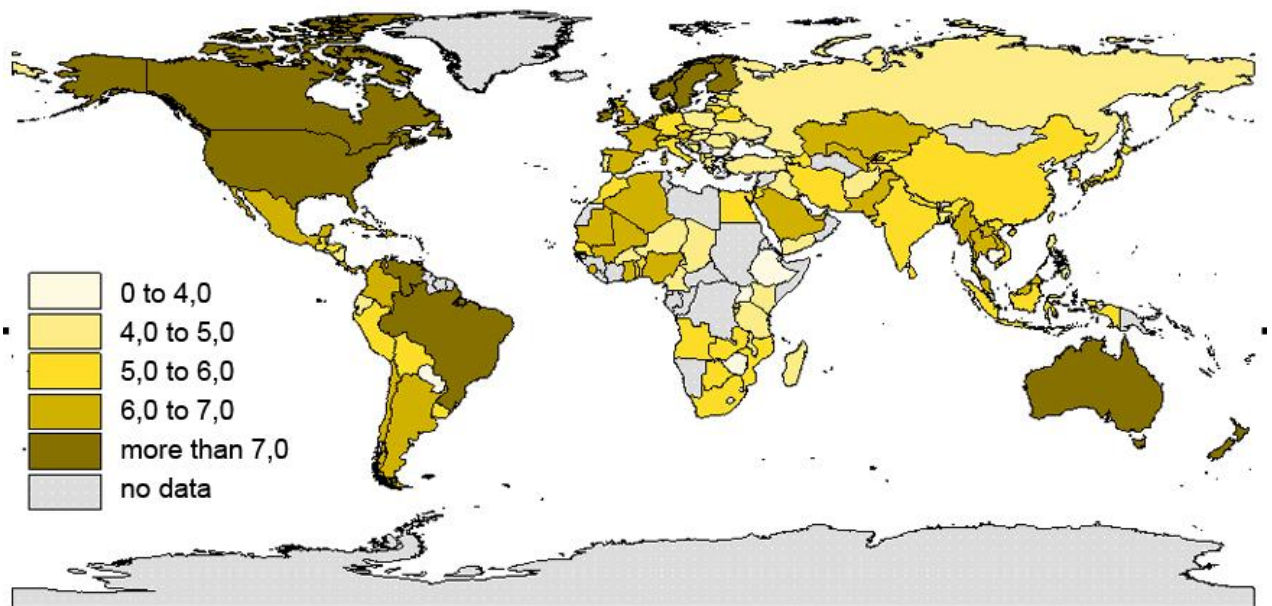 0 to 4,0
4,0 to 5,0
5,0 to 6,0
6,0 to 7,0
more than 7,0
no data